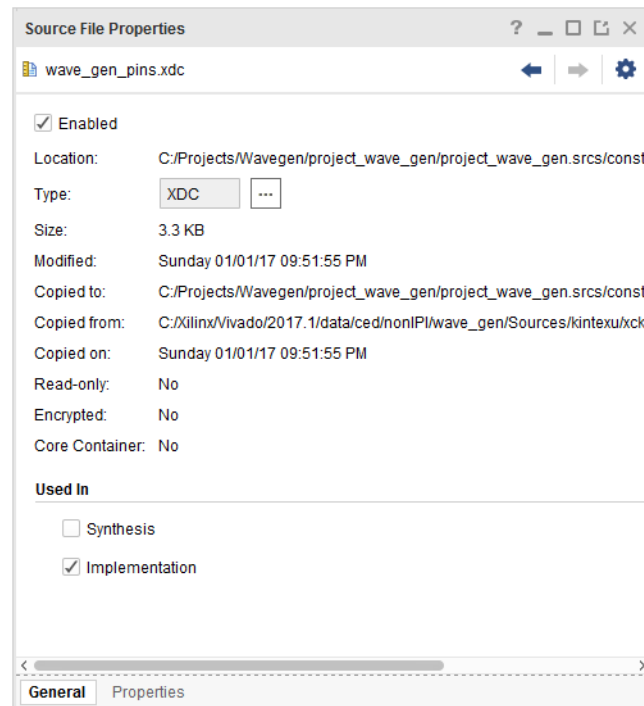 Source File Properties ?
wave_gen_pins.xdc
Enabled
Location: C:/Projects/Wavegen/project_wave_gen/project_wave_gen.srcs/const
Type: XDC ...
Size: 3.3 KB
Modified: Sunday 01/01/17 09:51:55 PM
Copied to: C:/Projects/Wavegen/project_wave_gen/project_wave_gen.srcs/const
Copied from: C:/Xilinx/Vivado/2017.1/data/ced/nonIPI/wave_gen/Sources/kintexu/xck
Copied on: Sunday 01/01/17 09:51:55 PM
Read-only: No
Encrypted: No
Core Container: No
Used In
Synthesis
Implementation
General Properties